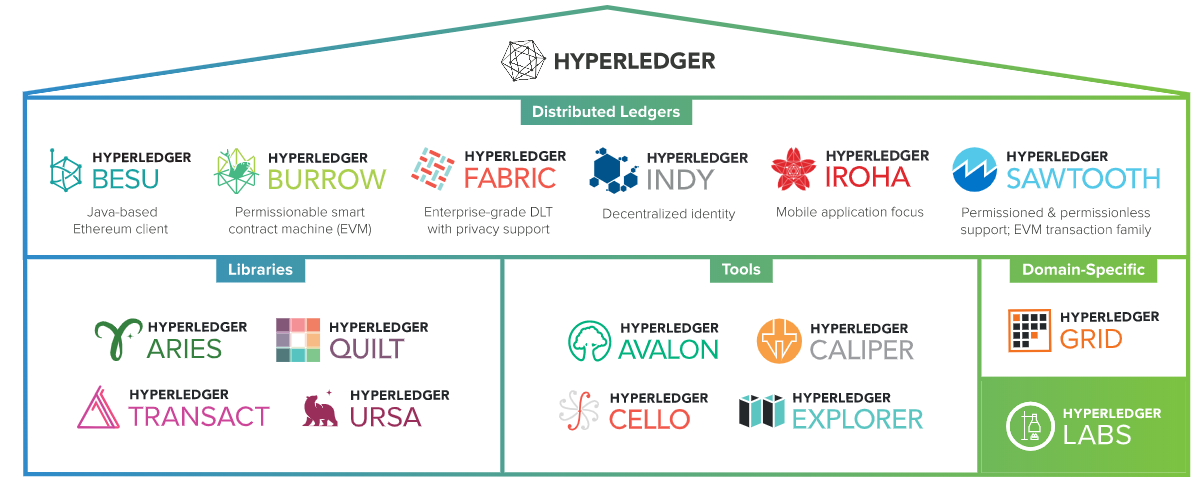 HYPERLEDGER
Distributed Ledgers
HYPERLEDGER
BESU
Java-based
Ethereum client
HYPERLEDGER
BURROW
Permissionable smart
contract machine (EVM)
HYPERLEDGER
FABRIC
Enterprise-grade DLT
with privacy support
HYPERLEDGER
INDY
Decentralized identity
HYPERLEDGER
IROHA
Mobile application focus
HYPERLEDGER
SAWTOOTH
Permissioned & permissionless
support; EVM transaction family
Libraries
HYPERLEDGER
ARIES
HYPERLEDGER
QUILT
HYPERLEDGER
TRANSACT
HYPERLEDGER
URSA
Tools
HYPERLEDGER
AVALON
HYPERLEDGER
CALIPER
HYPERLEDGER
CELLO
HYPERLEDGER
EXPLORER
Domain-Specific
HYPERLEDGER
GRID
HYPERLEDGER
LABS